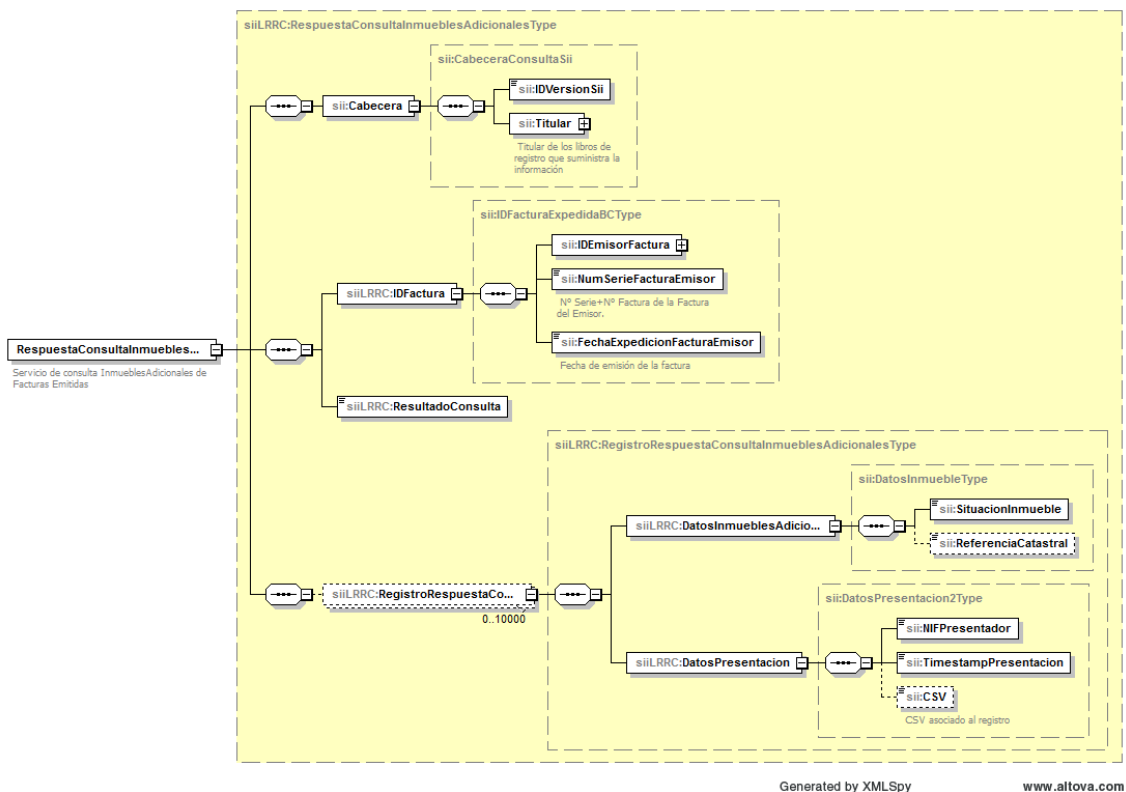 siiLRRC:RespuestaConsultaInmueblesAdicionalesType
sii:CabeceraConsultaSii
sii:IDVersionSii
sii:Cabecera
sii:Titular
Titular de los libros de
registro que suministra la
información
sii:IDFacturaExpedidaBCType
sii:IDEmisorFactura
siiLRRC:IDFactura
sii:NumSerieFacturaEmisor
Nº Serie+Nº Factura de la Factura
del Emisor.
sii:FechaExpedicionFacturaEmisor
Fecha de emisión de la factura
RespuestaConsultaInmuebles...
Servicio de consulta InmueblesAdicionales de
Facturas Emitidas
siiLRRC:ResultadoConsulta
siiLRRC:RegistroRespuestaConsultaInmueblesAdicionalesType
sii:DatosInmuebleType
sii:SituacionInmueble
siiLRRC:DatosInmueblesAdicio...
sii:ReferenciaCatastral
siiLRRC:RegistroRespuestaCo...
0..10000
sii:DatosPresentacion2Type
sii:NIFPresentador
siiLRRC:DatosPresentacion
sii:TimestampPresentacion
sii:CSV
CSV asociado al registro
Generated by XMLSpy
www.altova.com